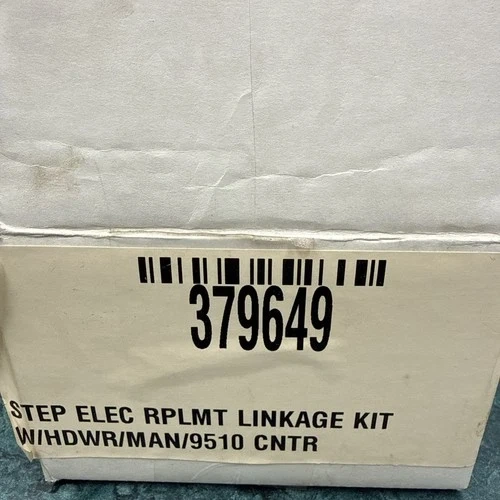 379649
STEP ELEC RPLMT LINKAGE KIT
W/HDWR/MAN/9510 CNTR